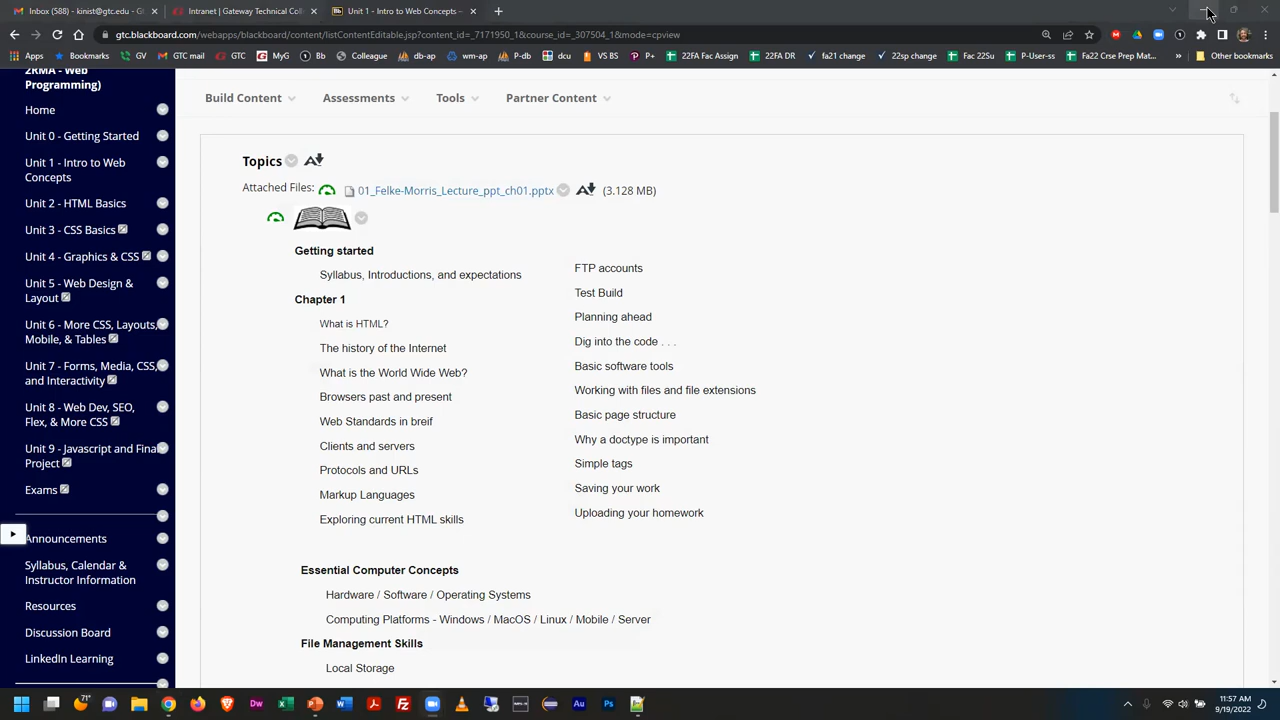 Inbox (588) - kinist@gtc.edu - G
Intranet | Gateway Technical Coll
Unit 1 - Intro to Web Concepts –
gtc.blackboard.com/webapps/blackboard/content/listContentEditable.jsp?content_id=_7171950_1&course_id=_307504_1&mode=cpview
Apps Bookmarks GTC mail GTC MyG Bb Colleague db-ap P-db dcu VS BS P+ 22FA Fac Assign 22FA DR fa21 change 22sp change Fac 22Su P-User-ss Fa22 Crse Prep Mat... » Other Bookmarks
2RMA - Web
Programming)
Home
Unit 0 - Getting Started
Unit 1 - Intro to Web
Concepts
Unit 2 - HTML Basics
Unit 3 - CSS Basics
Unit 4 - Graphics & CSS
Unit 5 - Web Design &
Layout
Unit 6 - More CSS, Layouts,
Mobile, & Tables
Unit 7 - Forms, Media, CSS,
and Interactivity
Unit 8 - Web Dev, SEO,
Flex, & More CSS
Unit 9 - Javascript and Fina
Project
Exams
Announcements
Syllabus, Calendar &
Instructor Information
Resources
Discussion Board
LinkedIn Learning
Build Content Assessments Tools Partner Content
Topics
Attached Files: 01_Felke-Morris_Lecture_ppt_ch01.pptx (3.128 MB)
Getting started
Syllabus, Introductions, and expectations
Chapter 1
What is HTML?
The history of the Internet
What is the World Wide Web?
Browsers past and present
Web Standards in breif
Clients and servers
Protocols and URLs
Markup Languages
Exploring current HTML skills
FTP accounts
Test Build
Planning ahead
Dig into the code . . .
Basic software tools
Working with files and file extensions
Basic page structure
Why a doctype is important
Simple tags
Saving your work
Uploading your homework
Essential Computer Concepts
Hardware / Software / Operating Systems
Computing Platforms - Windows / MacOS / Linux / Mobile / Server
File Management Skills
Local Storage
71°
11:57 AM
9/19/2022